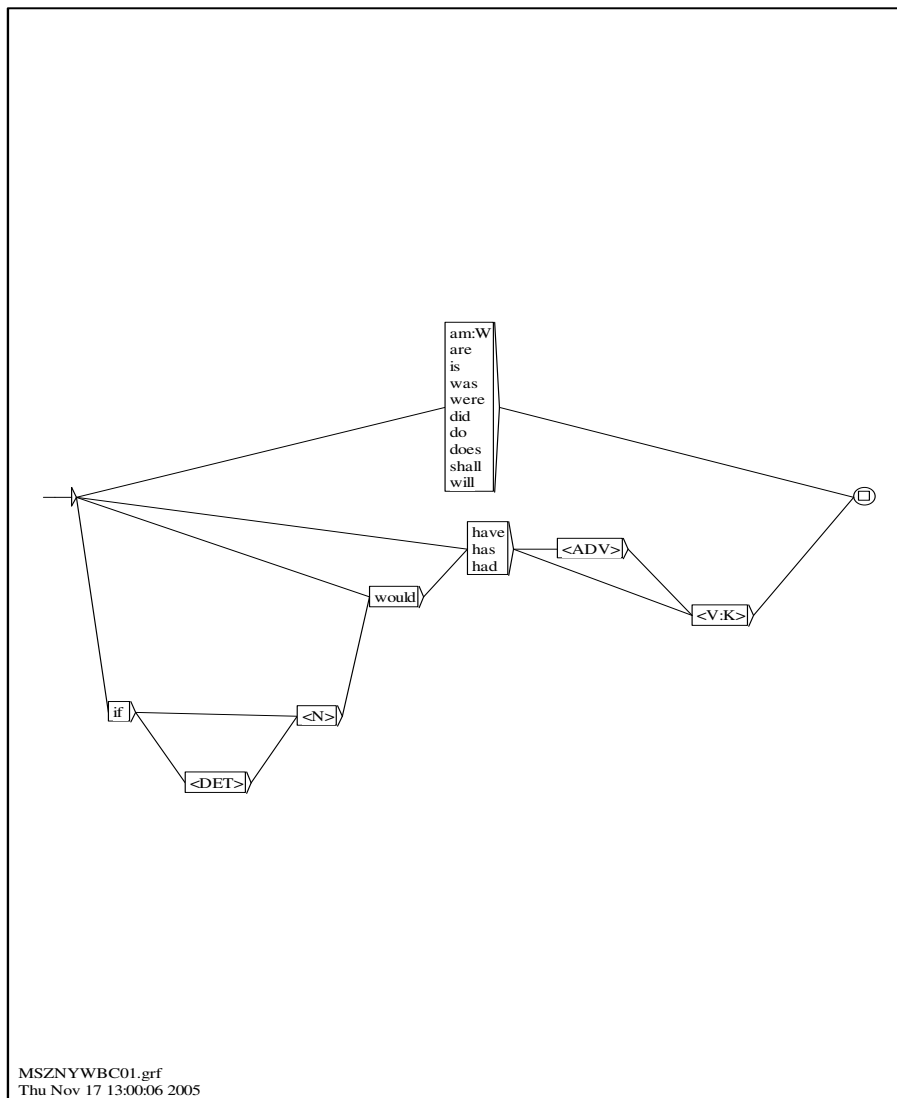 am:W
are
is
was
were
did
do
does
shall
will
have
has
had
<ADV>
would
<V:K>
if
<N>
<DET>
MSZNYWBC01.grf
Thu Nov 17 13:00:06 2005